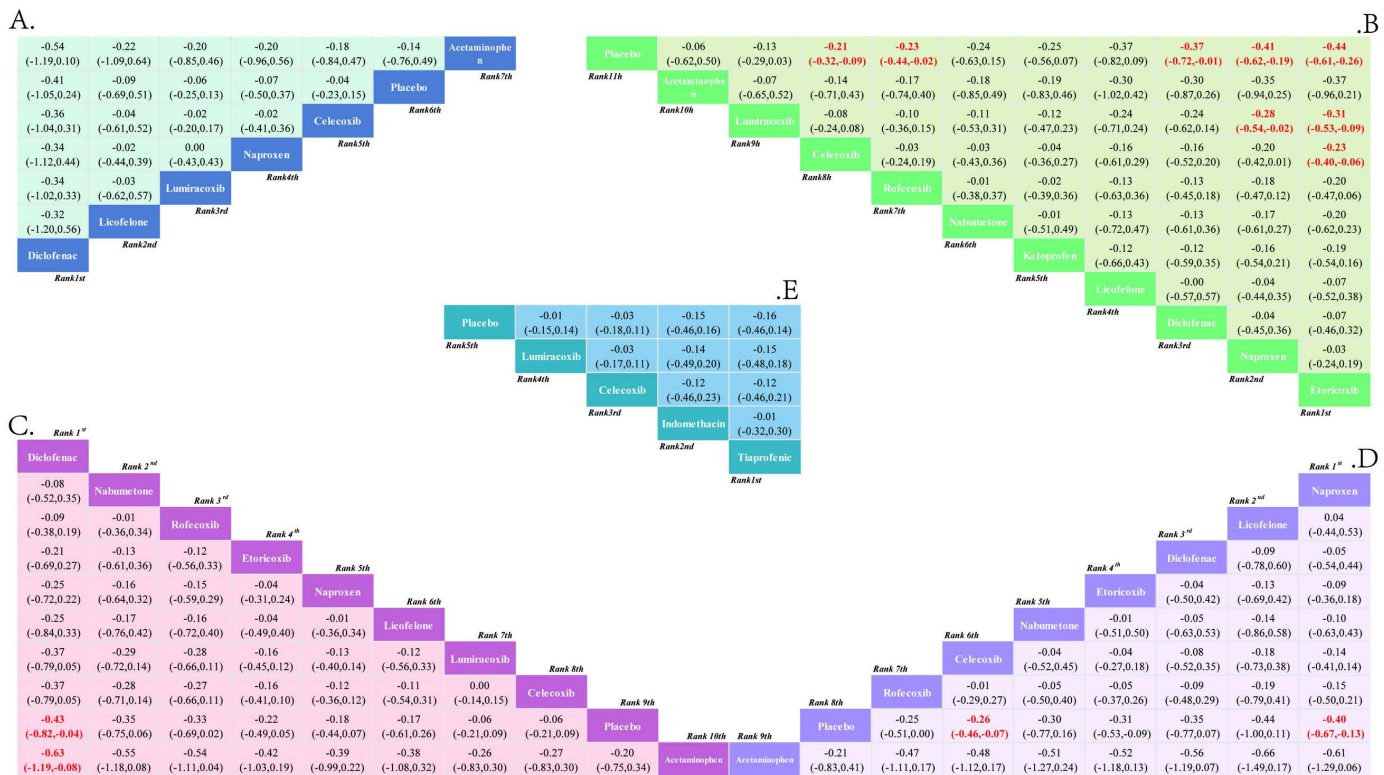 A.
-0.54 -0.22 -0.20 -0.20 -0.18 -0.14 Acetaminophen
(-1.19,0.10) (-1.09,0.64) (-0.85,0.46) (-0.96,0.56) (-0.84,0.47) (-0.76,0.49) Rank7th
-0.41 -0.09 -0.06 -0.07 -0.04 Placebo
(-1.05,0.24) (-0.69,0.51) (-0.25,0.13) (-0.50,0.37) (-0.23,0.15) Rank6th
-0.36 -0.04 -0.02 -0.02 Celecoxib
(-1.04,0.31) (-0.61,0.52) (-0.20,0.17) (-0.41,0.36) Rank5th
-0.34 -0.02 0.00 Naproxen
(-1.12,0.44) (-0.44,0.39) (-0.43,0.43) Rank4th
-0.34 -0.03 Lumiracoxib
(-1.02,0.33) (-0.62,0.57) Rank3rd
-0.32 Licofelone
(-1.20,0.56) Rank2nd
Diclofenac
Rank1st
.B
Placebo -0.06 -0.13 -0.21 -0.23 -0.24 -0.25 -0.37 -0.37 -0.41 -0.44
Rank11h (-0.62,0.50) (-0.29,0.03) (-0.32,-0.09) (-0.44,-0.02) (-0.63,0.15) (-0.56,0.07) (-0.82,0.09) (-0.72,-0.01) (-0.62,-0.19) (-0.61,-0.26)
Acetaminophen -0.07 -0.14 -0.17 -0.18 -0.19 -0.30 -0.30 -0.35 -0.37
Rank10h (-0.65,0.52) (-0.71,0.43) (-0.74,0.40) (-0.85,0.49) (-0.83,0.46) (-1.02,0.42) (-0.87,0.26) (-0.94,0.25) (-0.96,0.21)
Lumiracoxib -0.08 -0.10 -0.11 -0.12 -0.24 -0.24 -0.28 -0.31
Rank9h (-0.24,0.08) (-0.36,0.15) (-0.53,0.31) (-0.47,0.23) (-0.71,0.24) (-0.62,0.14) (-0.54,-0.02) (-0.53,-0.09)
Celecoxib -0.03 -0.03 -0.04 -0.16 -0.16 -0.20 -0.23
Rank8h (-0.24,0.19) (-0.43,0.36) (-0.36,0.27) (-0.61,0.29) (-0.52,0.20) (-0.42,0.01) (-0.40,-0.06)
Rofecoxib -0.01 -0.02 -0.13 -0.13 -0.18 -0.20
Rank7th (-0.38,0.37) (-0.39,0.36) (-0.63,0.36) (-0.45,0.18) (-0.47,0.12) (-0.47,0.06)
Nabumetone -0.01 -0.13 -0.13 -0.17 -0.20
Rank6th (-0.51,0.49) (-0.72,0.47) (-0.61,0.36) (-0.61,0.27) (-0.62,0.23)
Ketoprofen -0.12 -0.12 -0.16 -0.19
Rank5th (-0.66,0.43) (-0.59,0.35) (-0.54,0.21) (-0.54,0.16)
Licofelone -0.00 -0.04 -0.07
Rank4th (-0.57,0.57) (-0.44,0.35) (-0.52,0.38)
Diclofenac -0.04 -0.07
Rank3rd (-0.45,0.36) (-0.46,0.32)
Naproxen -0.03
Rank2nd (-0.24,0.19)
Etoricoxib
Rank1st
.E
Placebo -0.01 -0.03 -0.15 -0.16
Rank5th (-0.15,0.14) (-0.18,0.11) (-0.46,0.16) (-0.46,0.14)
Lumiracoxib -0.03 -0.14 -0.15
Rank4th (-0.17,0.11) (-0.49,0.20) (-0.48,0.18)
Celecoxib -0.12 -0.12
Rank3rd (-0.46,0.23) (-0.46,0.21)
Indomethacin -0.01
Rank2nd (-0.32,0.30)
Tiaprofenic
Rank1st
C.
Rank 1st
Diclofenac
Rank 2nd
-0.08 Nabumetone
(-0.52,0.35) Rank 3rd
-0.09 -0.01 Rofecoxib
(-0.38,0.19) (-0.36,0.34) Rank 4th
-0.21 -0.13 -0.12 Etoricoxib
(-0.69,0.27) (-0.61,0.36) (-0.56,0.33) Rank 5th
-0.25 -0.16 -0.15 -0.04 Naproxen
(-0.72,0.22) (-0.64,0.32) (-0.59,0.29) (-0.31,0.24) Rank 6th
-0.25 -0.17 -0.16 -0.04 -0.01 Licofelone
(-0.84,0.33) (-0.76,0.42) (-0.72,0.40) (-0.49,0.40) (-0.36,0.34) Rank 7th
-0.37 -0.29 -0.28 -0.16 -0.13 -0.12 Lumiracoxib
(-0.79,0.05) (-0.72,0.14) (-0.66,0.11) (-0.45,0.12) (-0.40,0.14) (-0.56,0.33) Rank 8th
-0.37 -0.28 -0.27 -0.16 -0.12 -0.11 0.00 Celecoxib
(-0.79,0.05) (-0.71,0.14) (-0.66,0.11) (-0.41,0.10) (-0.36,0.12) (-0.54,0.31) (-0.14,0.15) Rank 9th
-0.43 -0.35 -0.33 -0.22 -0.18 -0.17 -0.06 -0.06 Placebo
(-0.82,-0.04) (-0.75,0.06) (-0.69,0.02) (-0.49,0.05) (-0.44,0.07) (-0.61,0.26) (-0.21,0.09) (-0.21,0.09) Rank 10th
-0.63 -0.55 -0.54 -0.42 -0.39 -0.38 -0.26 -0.27 -0.20 Acetaminophen
(-1.19,-0.08) (-1.18,0.08) (-1.11,0.04) (-1.03,0.19) (-0.99,0.22) (-1.08,0.32) (-0.83,0.30) (-0.83,0.30) (-0.75,0.34)
.D
Rank 1st
Naproxen
Rank 2nd
Licofelone 0.04
Rank 3rd (-0.44,0.53)
Diclofenac -0.09 -0.05
Rank 4th (-0.78,0.60) (-0.54,0.44)
Etoricoxib -0.04 -0.13 -0.09
Rank 5th (-0.50,0.42) (-0.69,0.42) (-0.36,0.18)
Nabumetone -0.01 -0.05 -0.14 -0.10
Rank 6th (-0.51,0.50) (-0.63,0.53) (-0.86,0.58) (-0.63,0.43)
Celecoxib -0.04 -0.04 -0.08 -0.18 -0.14
Rank 7th (-0.52,0.45) (-0.27,0.18) (-0.52,0.35) (-0.73,0.38) (-0.41,0.14)
Rofecoxib -0.01 -0.05 -0.05 -0.09 -0.19 -0.15
Rank 8th (-0.29,0.27) (-0.50,0.40) (-0.37,0.26) (-0.48,0.29) (-0.79,0.41) (-0.50,0.21)
Placebo -0.25 -0.26 -0.30 -0.31 -0.35 -0.44 -0.40
Rank 9th (-0.51,0.00) (-0.46,-0.07) (-0.77,0.16) (-0.53,-0.09) (-0.77,0.07) (-1.00,0.11) (-0.67,-0.13)
Acetaminophen -0.21 -0.47 -0.48 -0.51 -0.52 -0.56 -0.66 -0.61
(-0.83,0.41) (-1.11,0.17) (-1.12,0.17) (-1.27,0.24) (-1.18,0.13) (-1.19,0.07) (-1.49,0.17) (-1.29,0.06)